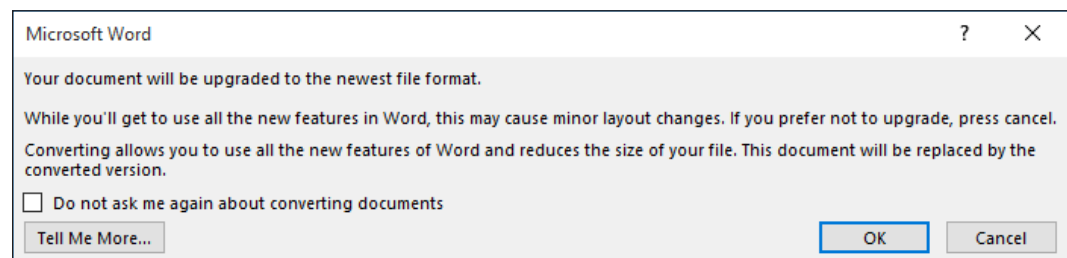 Microsoft Word
Your document will be upgraded to the newest file format.
While you'll get to use all the new features in Word, this may cause minor layout changes. If you prefer not to upgrade, press cancel.
Converting allows you to use all the new features of Word and reduces the size of your file. This document will be replaced by the
converted version.
Do not ask me again about converting documents
Tell Me More... OK Cancel